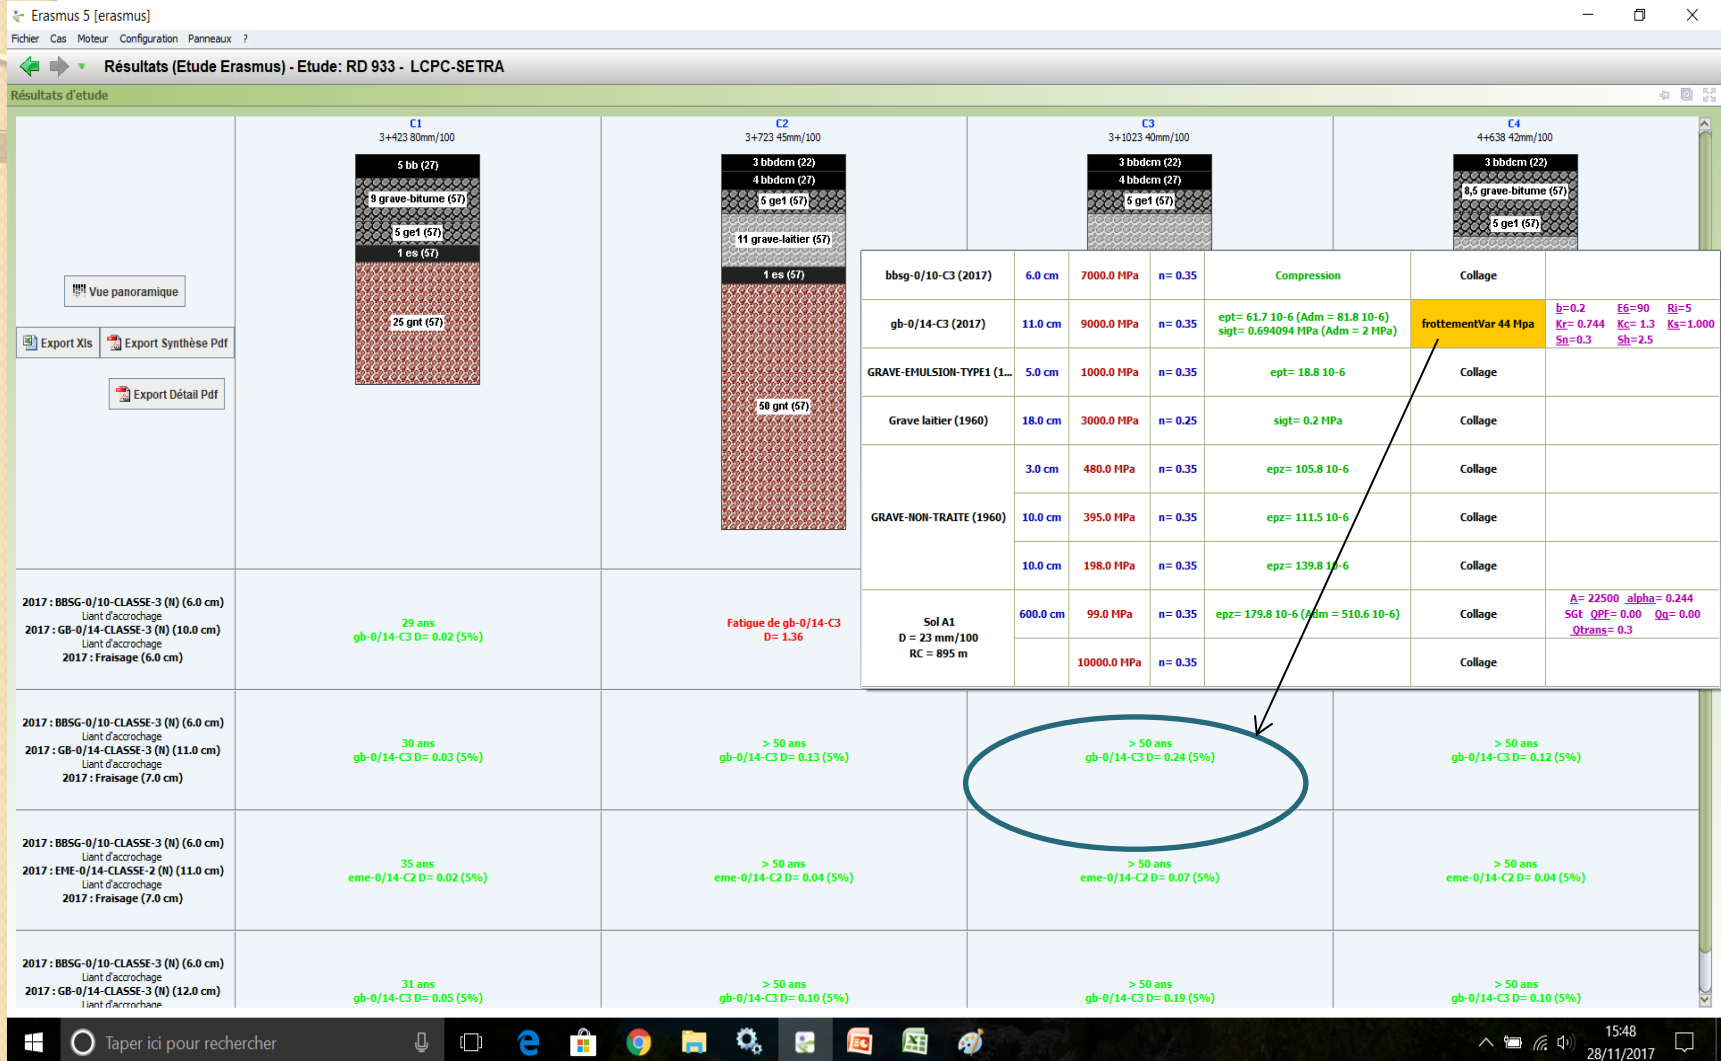 Erasmus 5 [erasmus]
Fichier Cas Moteur Configuration Panneaux ?
Résultats (Etude Erasmus) - Etude: RD 933 - LCPC-SETRA
Résultats d'etude
C1
3+423 80mm/100
5 bb (27)
9 grave-bitume (57)
5 ge1 (57)
1 es (57)
25 gnt (57)
C2
3+723 45mm/100
3 bbdcm (22)
4 bbdcm (27)
5 ge1 (57)
11 grave-laitier (57)
1 es (57)
50 gnt (57)
C3
3+1023 40mm/100
3 bbdcm (22)
4 bbdcm (27)
5 ge1 (57)
C4
4+638 42mm/100
3 bbdcm (22)
8,5 grave-bitume (57)
5 ge1 (57)
Vue panoramique
Export Xls
Export Synthèse Pdf
Export Détail Pdf
bbsg-0/10-C3 (2017) 6.0 cm 7000.0 MPa n= 0.35 Compression Collage
gb-0/14-C3 (2017) 11.0 cm 9000.0 MPa n= 0.35 ept= 61.7 10-6 (Adm = 81.8 10-6)
sigt= 0.694094 MPa (Adm = 2 MPa)
frottementVar 44 Mpa
b=0.2 E6=90 Ri=5
Kr= 0.744 Kc= 1.3 Ks=1.000
Sn=0.3 Sh=2.5
GRAVE-EMULSION-TYPE1 (1... 5.0 cm 1000.0 MPa n= 0.35 ept= 18.8 10-6 Collage
Grave laitier (1960) 18.0 cm 3000.0 MPa n= 0.25 sigt= 0.2 MPa Collage
3.0 cm 480.0 MPa n= 0.35 epz= 105.8 10-6 Collage
GRAVE-NON-TRAITE (1960) 10.0 cm 395.0 MPa n= 0.35 epz= 111.5 10-6 Collage
10.0 cm 198.0 MPa n= 0.35 epz= 139.8 10-6 Collage
Sol A1
D = 23 mm/100
RC = 895 m
600.0 cm 99.0 MPa n= 0.35 epz= 179.8 10-6 (Adm = 510.6 10-6) Collage
A= 22500 alpha= 0.244
SGt QPF= 0.00 Qg= 0.00
Qtrans= 0.3
10000.0 MPa n= 0.35 Collage
2017 : BBSG-0/10-CLASSE-3 (N) (6.0 cm)
Liant d'accrochage
2017 : GB-0/14-CLASSE-3 (N) (10.0 cm)
Liant d'accrochage
2017 : Fraisage (6.0 cm)
29 ans
gb-0/14-C3 D= 0.02 (5%)
Fatigue de gb-0/14-C3
D= 1.36
2017 : BBSG-0/10-CLASSE-3 (N) (6.0 cm)
Liant d'accrochage
2017 : GB-0/14-CLASSE-3 (N) (11.0 cm)
Liant d'accrochage
2017 : Fraisage (7.0 cm)
30 ans
gb-0/14-C3 D= 0.03 (5%)
> 50 ans
gb-0/14-C3 D= 0.13 (5%)
> 50 ans
gb-0/14-C3 D= 0.24 (5%)
> 50 ans
gb-0/14-C3 D= 0.12 (5%)
2017 : BBSG-0/10-CLASSE-3 (N) (6.0 cm)
Liant d'accrochage
2017 : EME-0/14-CLASSE-2 (N) (11.0 cm)
Liant d'accrochage
2017 : Fraisage (7.0 cm)
35 ans
eme-0/14-C2 D= 0.02 (5%)
> 50 ans
eme-0/14-C2 D= 0.04 (5%)
> 50 ans
eme-0/14-C2 D= 0.07 (5%)
> 50 ans
eme-0/14-C2 D= 0.04 (5%)
2017 : BBSG-0/10-CLASSE-3 (N) (6.0 cm)
Liant d'accrochage
2017 : GB-0/14-CLASSE-3 (N) (12.0 cm)
Liant d'accrochage
31 ans
gb-0/14-C3 D= 0.05 (5%)
> 50 ans
gb-0/14-C3 D= 0.10 (5%)
> 50 ans
gb-0/14-C3 D= 0.19 (5%)
> 50 ans
gb-0/14-C3 D= 0.10 (5%)
Taper ici pour rechercher
15:48
28/11/2017